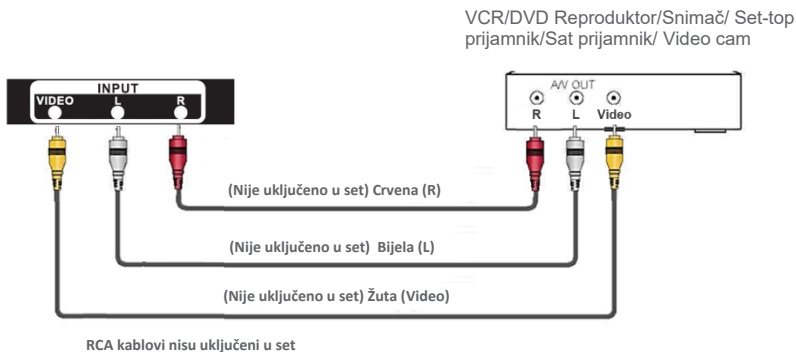 VCR/DVD Reproduktor/Snimač/ Set-top
prijamnik/Sat prijamnik/ Video cam
INPUT
VIDEO L R
A/V OUT
R L Video
(Nije uključeno u set) Crvena (R)
(Nije uključeno u set) Bijela (L)
(Nije uključeno u set) Žuta (Video)
RCA kablovi nisu uključeni u set